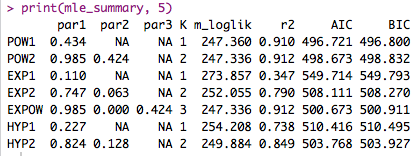 > print(mle_summary, 5)
par1 par2 par3 K m_loglik r2 AIC BIC
POW1 0.434 NA NA 1 247.360 0.910 496.721 496.800
POW2 0.985 0.424 NA 2 247.336 0.912 498.673 498.832
EXP1 0.110 NA NA 1 273.857 0.347 549.714 549.793
EXP2 0.747 0.063 NA 2 252.055 0.790 508.111 508.270
EXPOW 0.985 0.000 0.424 3 247.336 0.912 500.673 500.911
HYP1 0.227 NA NA 1 254.208 0.738 510.416 510.495
HYP2 0.824 0.128 NA 2 249.884 0.849 503.768 503.927